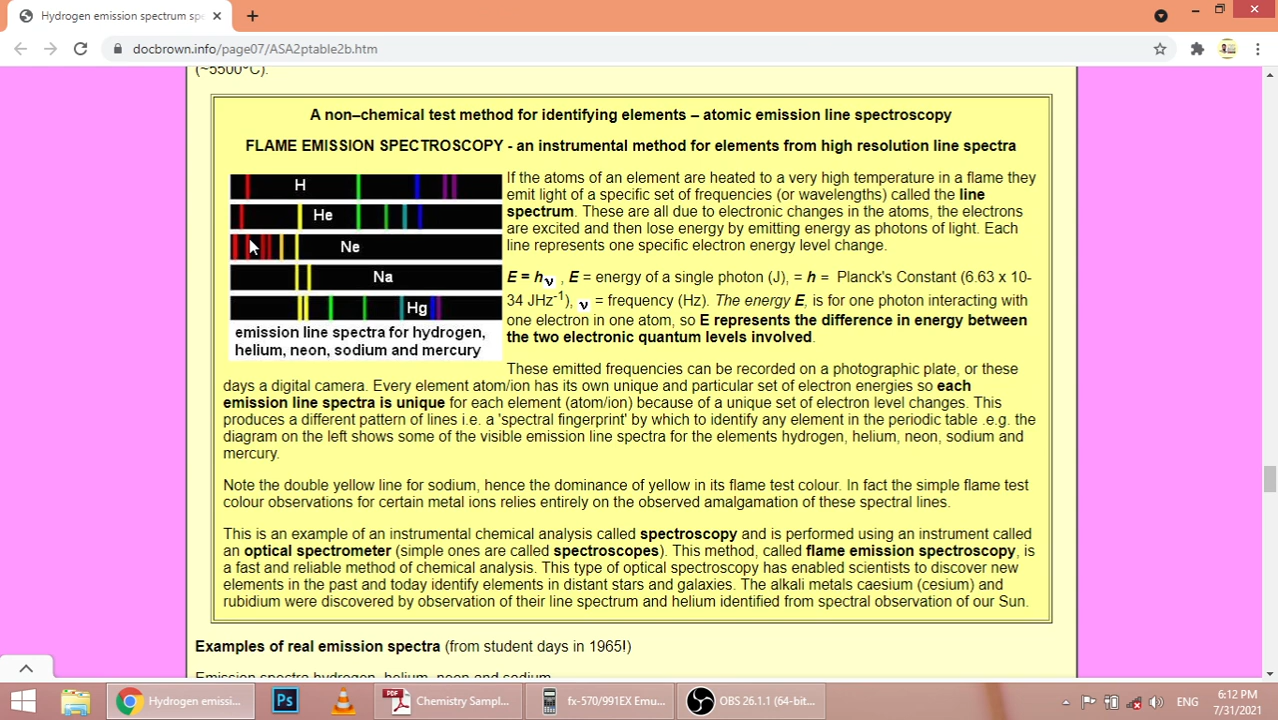 Hydrogen emission spectrum spe
docbrown.info/page07/ASA2ptable2b.htm
(~5500°C).
A non–chemical test method for identifying elements – atomic emission line spectroscopy
FLAME EMISSION SPECTROSCOPY - an instrumental method for elements from high resolution line spectra
H
He
Ne
Na
Hg
emission line spectra for hydrogen,
helium, neon, sodium and mercury
If the atoms of an element are heated to a very high temperature in a flame they
emit light of a specific set of frequencies (or wavelengths) called the line
spectrum. These are all due to electronic changes in the atoms, the electrons
are excited and then lose energy by emitting energy as photons of light. Each
line represents one specific electron energy level change.
E = hν , E = energy of a single photon (J), = h = Planck's Constant (6.63 x 10-
34 JHz-1), ν = frequency (Hz). The energy E, is for one photon interacting with
one electron in one atom, so E represents the difference in energy between
the two electronic quantum levels involved.
These emitted frequencies can be recorded on a photographic plate, or these
days a digital camera. Every element atom/ion has its own unique and particular set of electron energies so each
emission line spectra is unique for each element (atom/ion) because of a unique set of electron level changes. This
produces a different pattern of lines i.e. a 'spectral fingerprint' by which to identify any element in the periodic table .e.g. the
diagram on the left shows some of the visible emission line spectra for the elements hydrogen, helium, neon, sodium and
mercury.
Note the double yellow line for sodium, hence the dominance of yellow in its flame test colour. In fact the simple flame test
colour observations for certain metal ions relies entirely on the observed amalgamation of these spectral lines.
This is an example of an instrumental chemical analysis called spectroscopy and is performed using an instrument called
an optical spectrometer (simple ones are called spectroscopes). This method, called flame emission spectroscopy, is
a fast and reliable method of chemical analysis. This type of optical spectroscopy has enabled scientists to discover new
elements in the past and today identify elements in distant stars and galaxies. The alkali metals caesium (cesium) and
rubidium were discovered by observation of their line spectrum and helium identified from spectral observation of our Sun.
Examples of real emission spectra (from student days in 1965!)
Emission spectra hydrogen, helium, neon and sodium
Hydrogen emissi...
Ps
PDF
Chemistry Sampl...
fx-570/991EX Emu...
OBS 26.1.1 (64-bit...
ENG
6:12 PM
7/31/2021